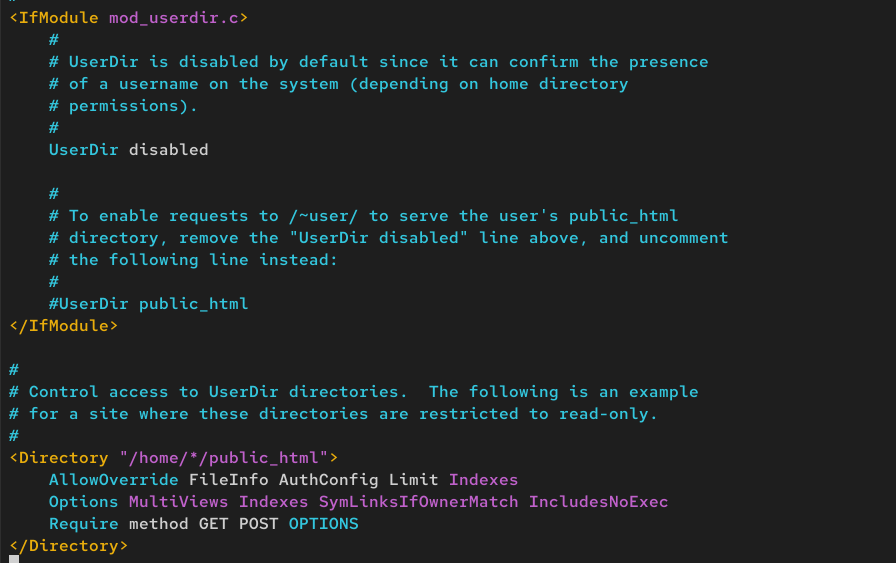 <IfModule mod_userdir.c>
    #
    # UserDir is disabled by default since it can confirm the presence
    # of a username on the system (depending on home directory
    # permissions).
    #
    UserDir disabled

    #
    # To enable requests to /~user/ to serve the user's public_html
    # directory, remove the "UserDir disabled" line above, and uncomment
    # the following line instead:
    #
    #UserDir public_html
</IfModule>

#
# Control access to UserDir directories.  The following is an example
# for a site where these directories are restricted to read-only.
#
<Directory "/home/*/public_html">
    AllowOverride FileInfo AuthConfig Limit Indexes
    Options MultiViews Indexes SymLinksIfOwnerMatch IncludesNoExec
    Require method GET POST OPTIONS
</Directory>